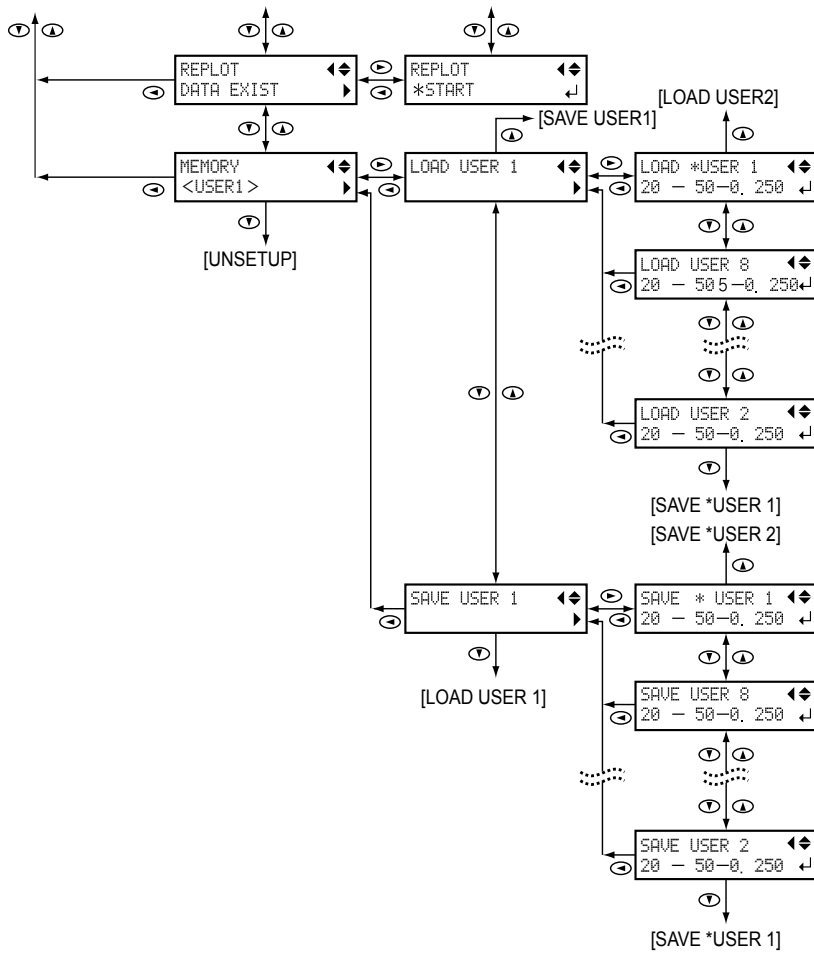 REPLOT
DATA EXIST
REPLOT
*START
[SAVE USER1]
[LOAD USER2]
MEMORY
<USER1>
LOAD USER 1
LOAD *USER 1
20 - 50-0. 250
[UNSETUP]
LOAD USER 8
20 - 505-0. 250
LOAD USER 2
20 - 50-0. 250
[SAVE *USER 1]
[SAVE *USER 2]
SAVE USER 1
SAVE * USER 1
20 - 50-0. 250
[LOAD USER 1]
SAVE USER 8
20 - 50-0. 250
SAVE USER 2
20 - 50-0. 250
[SAVE *USER 1]